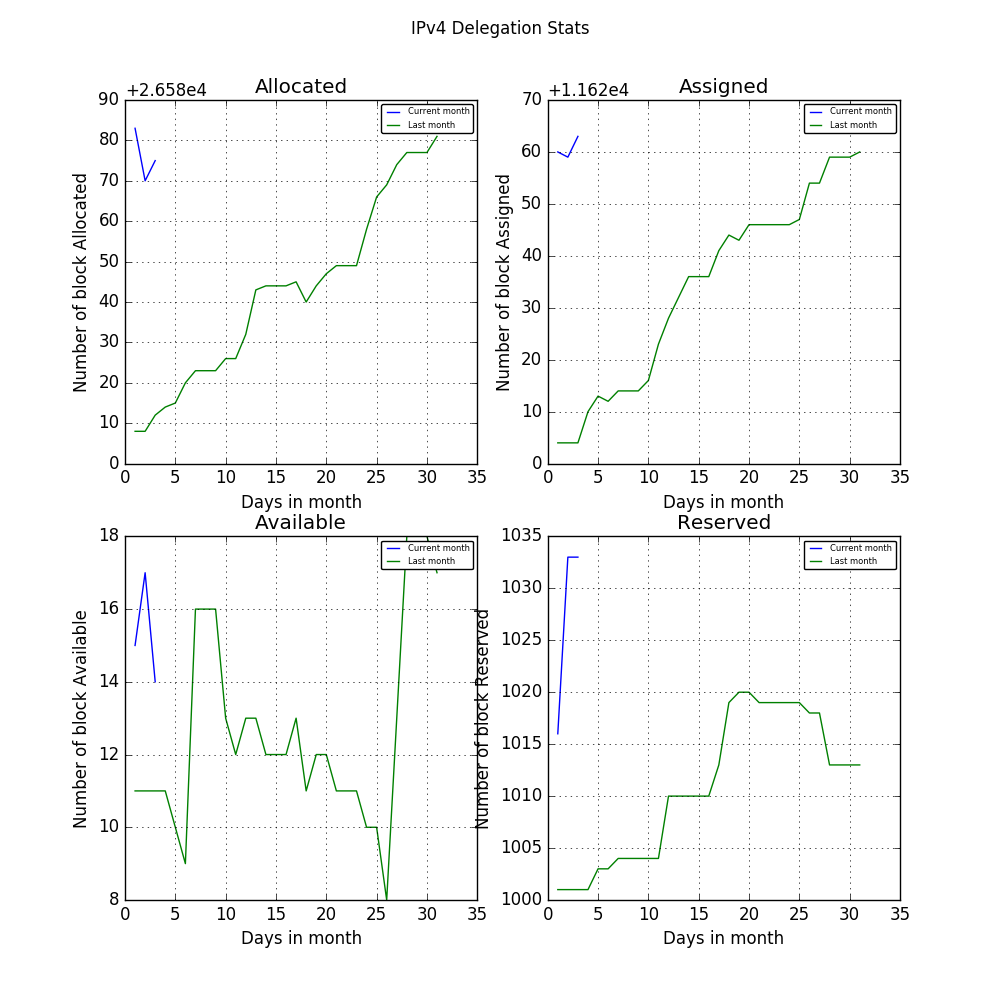 IPv4 Delegation Stats
+2.658e4
Allocated
90
80
70
60
50
40
30
20
10
0
Number of block Allocated
Current month
Last month
0 5 10 15 20 25 30 35
Days in month
+1.162e4
Assigned
70
60
50
40
30
20
10
0
Number of block Assigned
Current month
Last month
0 5 10 15 20 25 30 35
Days in month
Available
18
16
14
12
10
8
Number of block Available
Current month
Last month
0 5 10 15 20 25 30 35
Days in month
Reserved
1035
1030
1025
1020
1015
1010
1005
1000
Number of block Reserved
Current month
Last month
0 5 10 15 20 25 30 35
Days in month